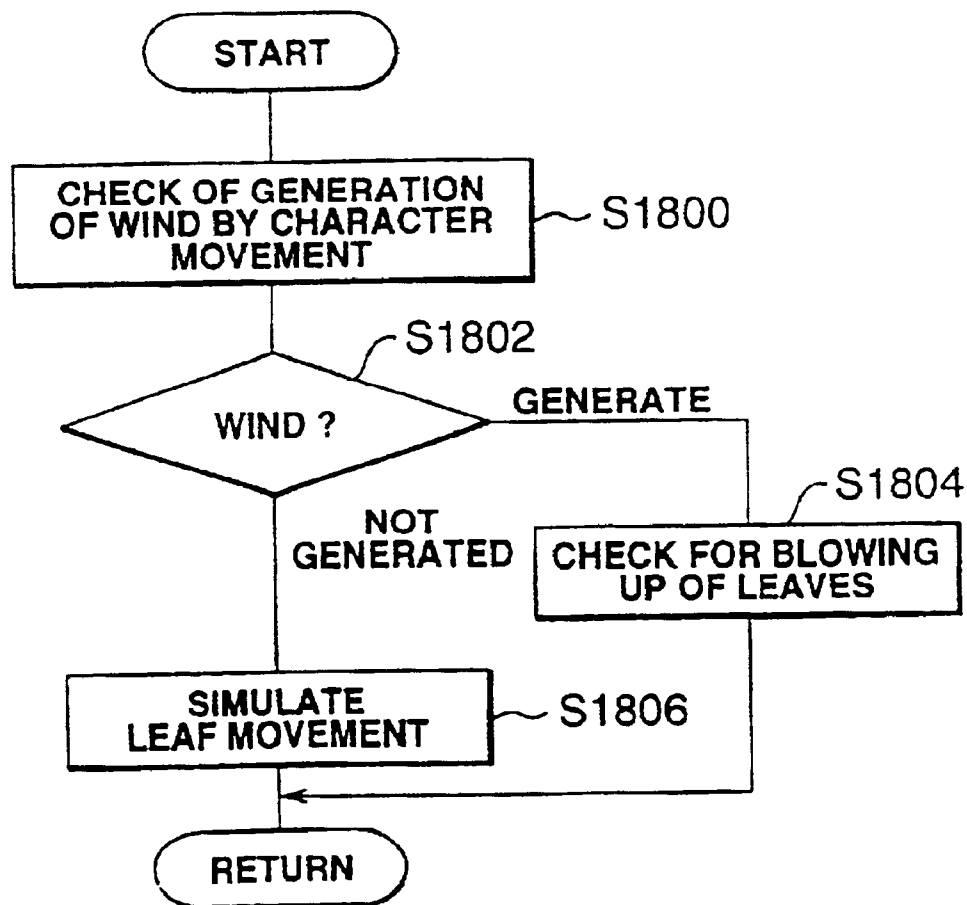 START
CHECK OF GENERATION
OF WIND BY CHARACTER
MOVEMENT
S1800
S1802
WIND ?
GENERATE
NOT
GENERATED
S1804
CHECK FOR BLOWING
UP OF LEAVES
SIMULATE
LEAF MOVEMENT
S1806
RETURN